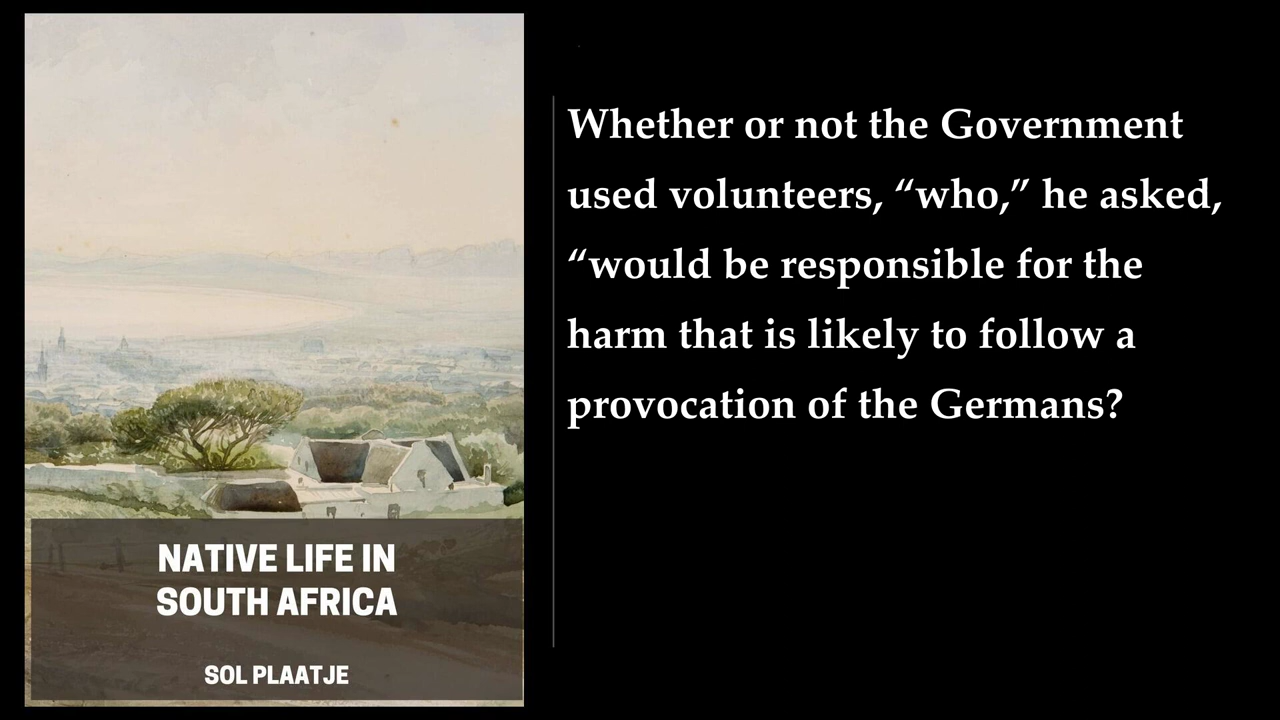 NATIVE LIFE IN
SOUTH AFRICA
SOL PLAATJE
Whether or not the Government
used volunteers, “who,” he asked,
“would be responsible for the
harm that is likely to follow a
provocation of the Germans?